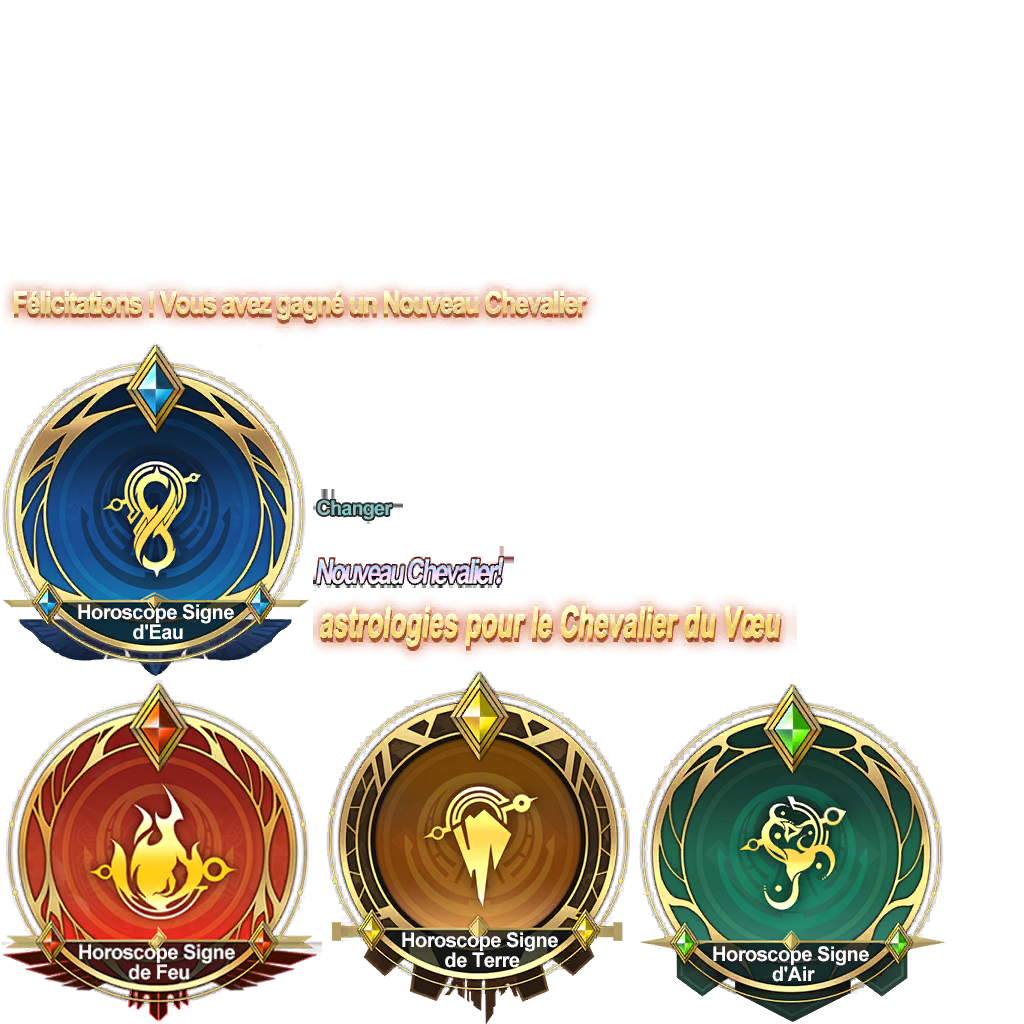 Félicitations ! Vous avez gagné un Nouveau Chevalier
Changer
Nouveau Chevalier!
Horoscope Signe
d'Eau
astrologies pour le Chevalier du Vœu
Horoscope Signe
de Feu
Horoscope Signe
de Terre
Horoscope Signe
d'Air